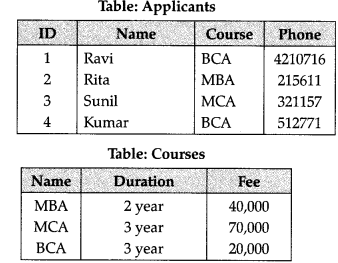 Table: Applicants
ID Name Course Phone
1 Ravi BCA 4210716
2 Rita MBA 215611
3 Sunil MCA 321157
4 Kumar BCA 512771
Table: Courses
Name Duration Fee
MBA 2 year 40,000
MCA 3 year 70,000
BCA 3 year 20,000